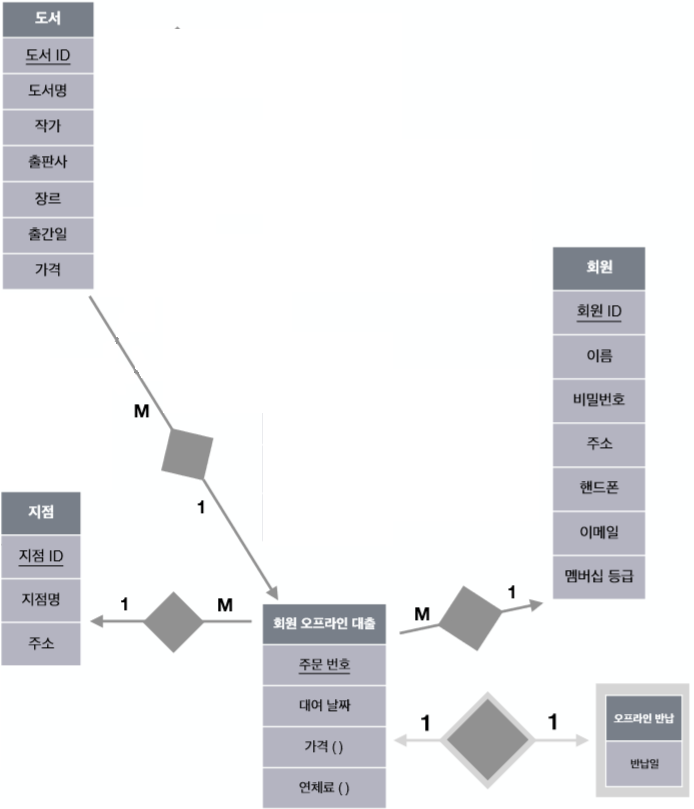 도서
도서 ID
도서명
작가
출판사
장르
출간일
가격
회원
회원 ID
이름
비밀번호
주소
핸드폰
이메일
멤버십 등급
M
1
지점
지점 ID
지점명
주소
1
M
회원 오프라인 대출
주문 번호
대여 날짜
가격 ( )
연체료 ( )
M
1
1
1
오프라인 반납
반납일